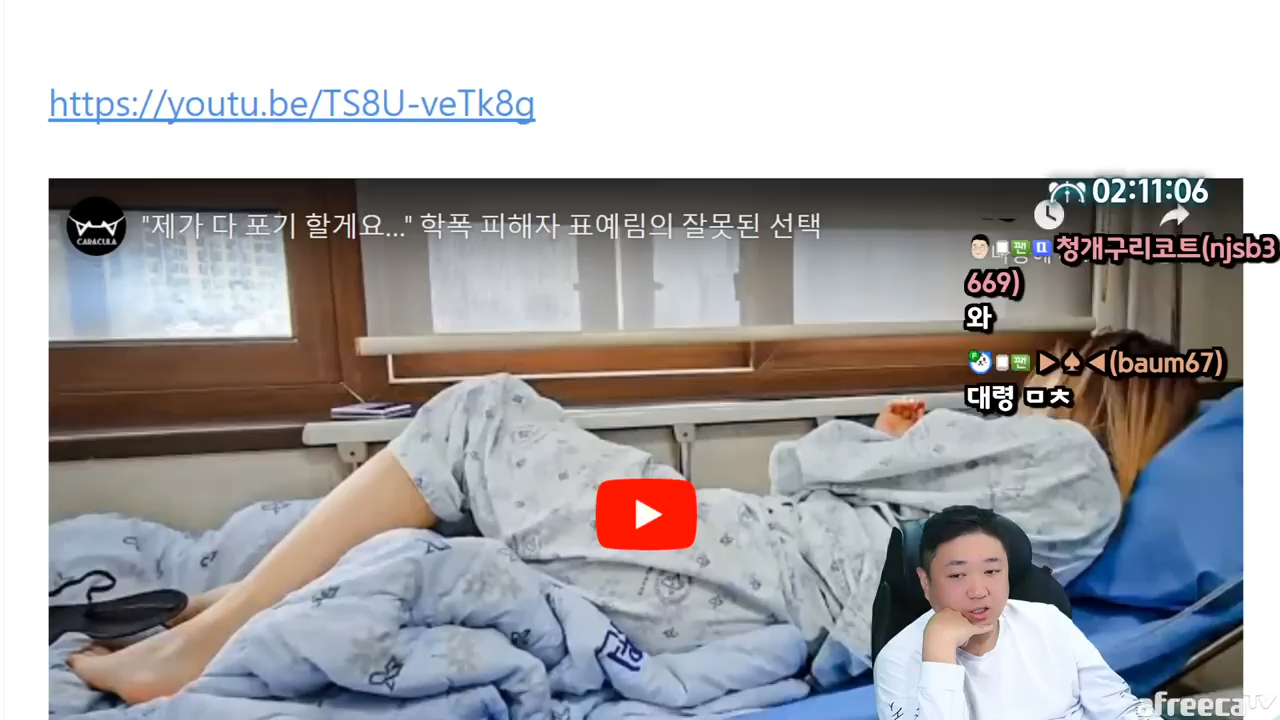 https://youtu.be/TS8U-veTk8g
CARACULA
"제가 다 포기 할게요..." 학폭 피해자 표예림의 잘못된 선택
02:11:06
청개구리코트(njsb3
669)
와
▶♠◀(baum67)
대령 ㅁㅊ
afreecaTV